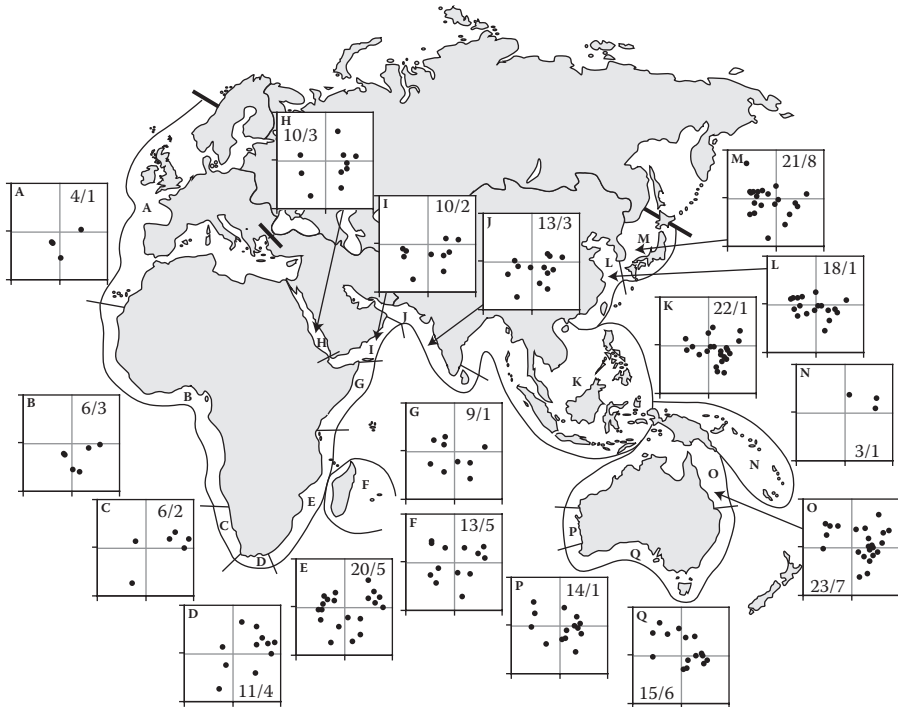 H
10/3
M
21/8
A
4/1
A
I
10/2
J
13/3
M
L
L
18/1
K
22/1
H
I
J
G
B
K
N
3/1
B
6/3
G
9/1
N
O
C
6/2
E
F
C
D
F
13/5
P
Q
O
23/7
E
20/5
D
11/4
P
14/1
Q
15/6